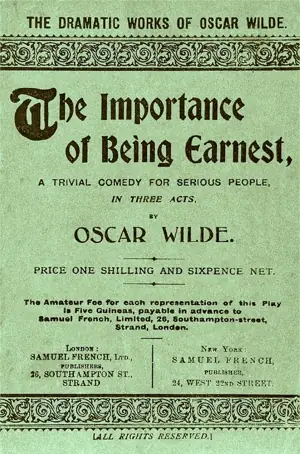 THE DRAMATIC WORKS OF OSCAR WILDE.
The Importance
of Being Earnest,
A TRIVIAL COMEDY FOR SERIOUS PEOPLE,
IN THREE ACTS,
BY
OSCAR WILDE.
PRICE ONE SHILLING AND SIXPENCE NET.
The Amateur Fee for each representation of this Play
is Five Guineas, payable in advance to
Samuel French, Limited, 26, Southampton-street,
Strand, London.
LONDON:
SAMUEL FRENCH, LTD.,
PUBLISHERS,
26, SOUTHAMPTON ST.,
STRAND
NEW YORK
SAMUEL FRENCH,
PUBLISHER,
24, WEST 22ND STREET.
[ALL RIGHTS RESERVED.]